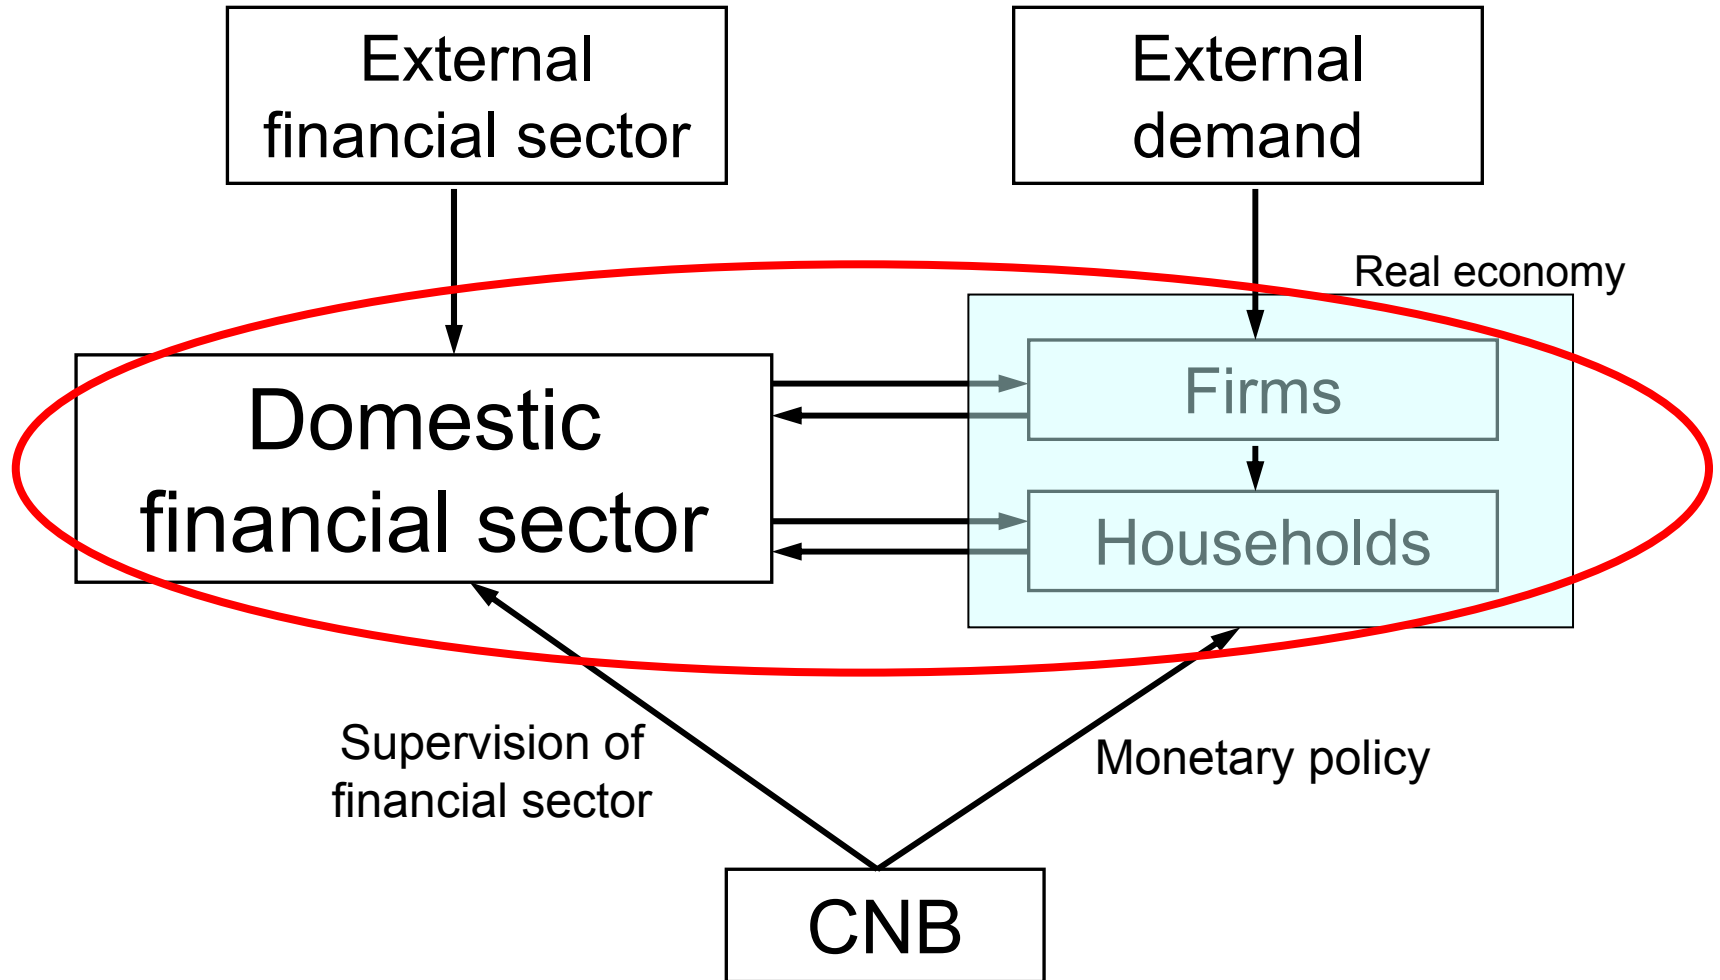 External
financial sector
External
demand
Real economy
Domestic
financial sector
Firms
Households
Supervision of
financial sector
Monetary policy
CNB